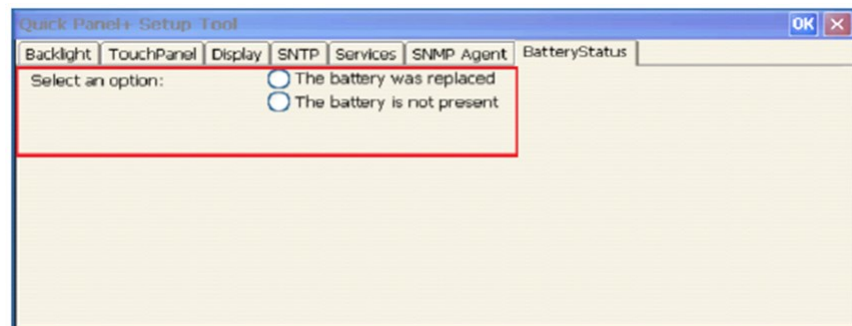 Quick Panel+ Setup Tool OK
Backlight TouchPanel Display SNTP Services SNMP Agent BatteryStatus
Select an option: The battery was replaced
The battery is not present